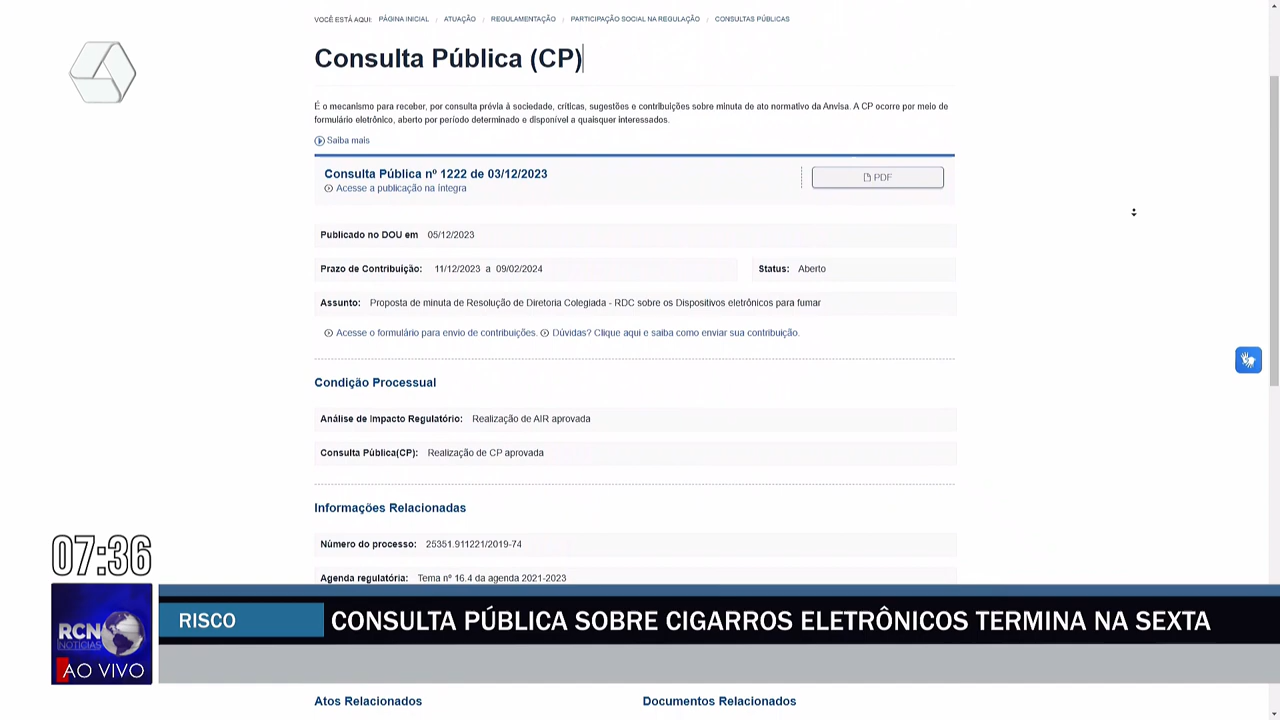 VOCÊ ESTÁ AQUI: PÁGINA INICIAL / ATUAÇÃO / REGULAMENTAÇÃO / PARTICIPAÇÃO SOCIAL NA REGULAÇÃO / CONSULTAS PÚBLICAS
Consulta Pública (CP)
É o mecanismo para receber, por consulta prévia à sociedade, críticas, sugestões e contribuições sobre minuta de ato normativo da Anvisa. A CP ocorre por meio de
formulário eletrônico, aberto por período determinado e disponível a quaisquer interessados.
Saiba mais
Consulta Pública nº 1222 de 03/12/2023
PDF
Acesse a publicação na íntegra
Publicado no DOU em 05/12/2023
Prazo de Contribuição: 11/12/2023 a 09/02/2024 Status: Aberto
Assunto: Proposta de minuta de Resolução de Diretoria Colegiada - RDC sobre os Dispositivos eletrônicos para fumar
Acesse o formulário para envio de contribuições. Dúvidas? Clique aqui e saiba como enviar sua contribuição.
Condição Processual
Análise de Impacto Regulatório: Realização de AIR aprovada
Consulta Pública(CP): Realização de CP aprovada
Informações Relacionadas
Número do processo: 25351.911221/2019-74
Agenda regulatória: Tema nº 16.4 da agenda 2021-2023
07:36
RISCO CONSULTA PÚBLICA SOBRE CIGARROS ELETRÔNICOS TERMINA NA SEXTA
RCN
NOTÍCIAS
AO VIVO
Atos Relacionados Documentos Relacionados